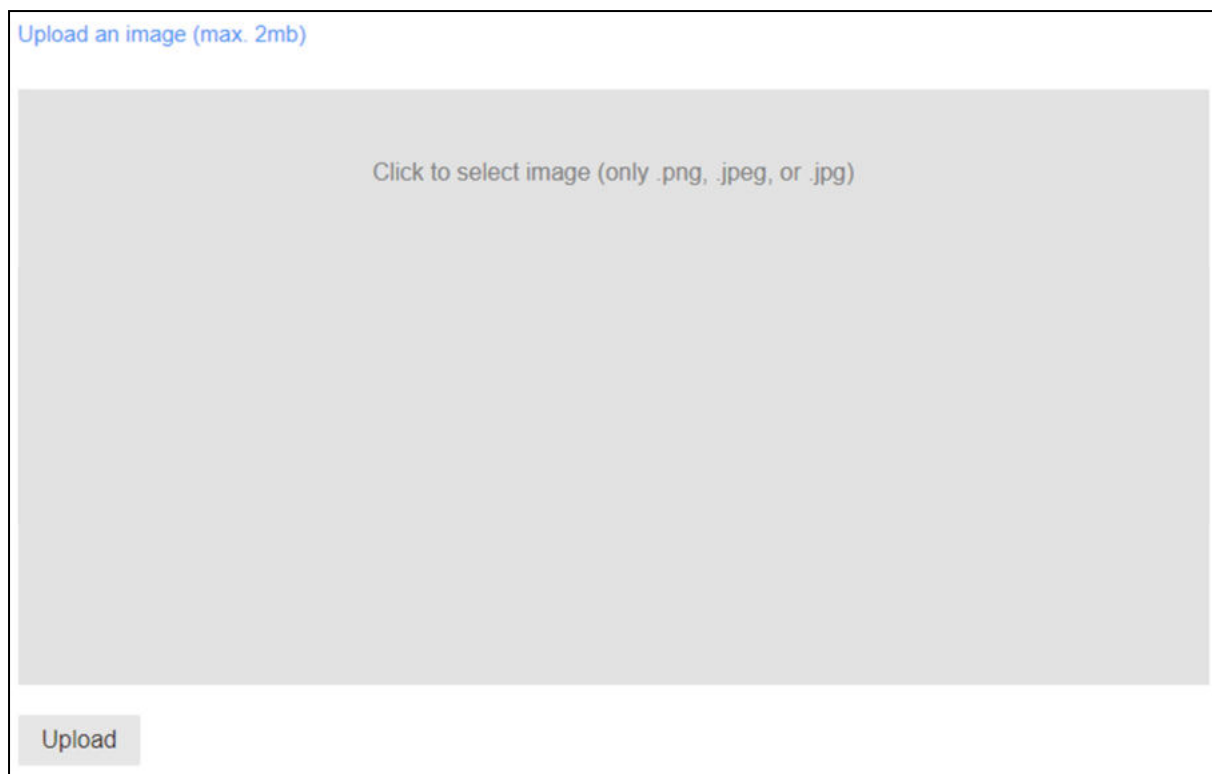 Upload an image (max. 2mb)
Click to select image (only .png, .jpeg, or .jpg)
Upload